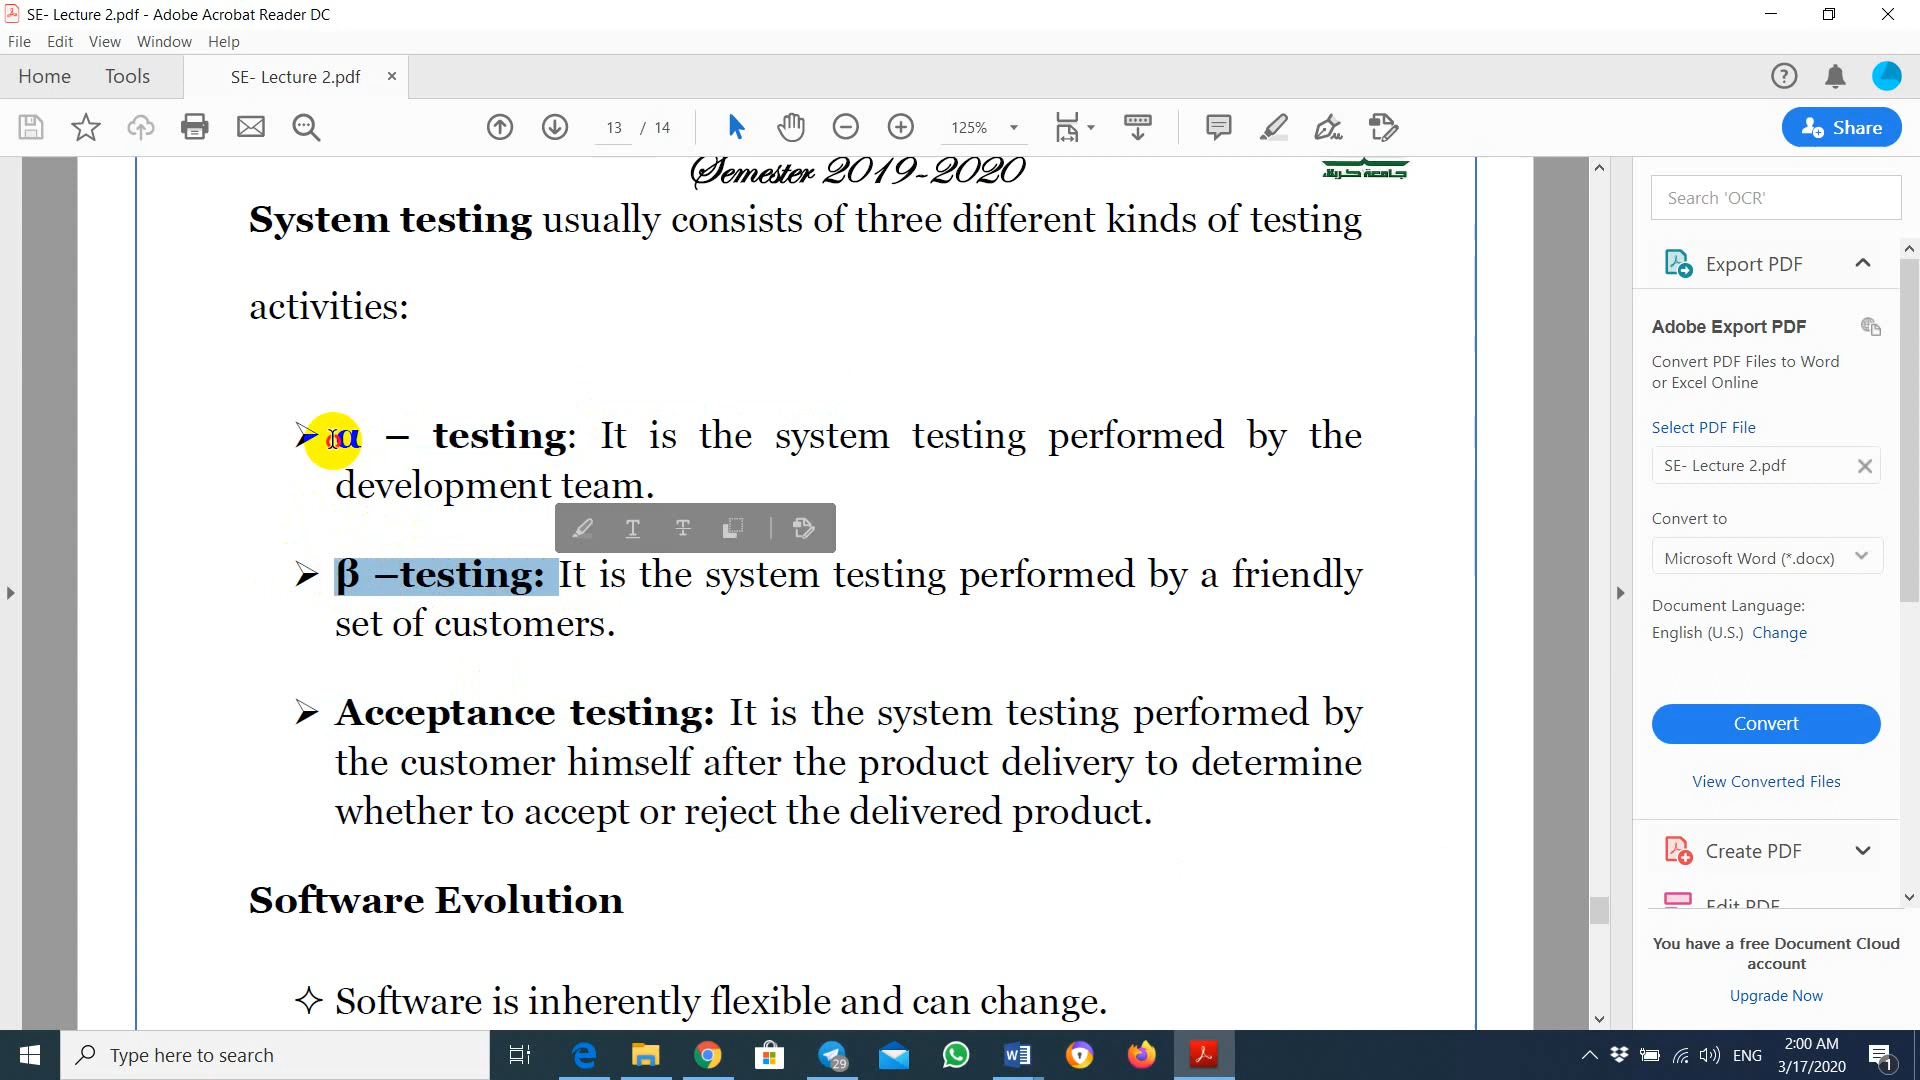 SE- Lecture 2.pdf - Adobe Acrobat Reader DC
File Edit View Window Help
Home Tools SE- Lecture 2.pdf ×
13 / 14 125% Share
Semester 2019-2020
جامعة كربلاء
System testing usually consists of three different kinds of testing
activities:
➢ α – testing: It is the system testing performed by the
development team.
➢ β –testing: It is the system testing performed by a friendly
set of customers.
➢ Acceptance testing: It is the system testing performed by
the customer himself after the product delivery to determine
whether to accept or reject the delivered product.
Software Evolution
✧ Software is inherently flexible and can change.
Search 'OCR'
Export PDF
Adobe Export PDF
Convert PDF Files to Word
or Excel Online
Select PDF File
SE- Lecture 2.pdf
Convert to
Microsoft Word (*.docx)
Document Language:
English (U.S.) Change
Convert
View Converted Files
Create PDF
Edit PDF
You have a free Document Cloud
account
Upgrade Now
Type here to search
29
ENG
2:00 AM
3/17/2020
1